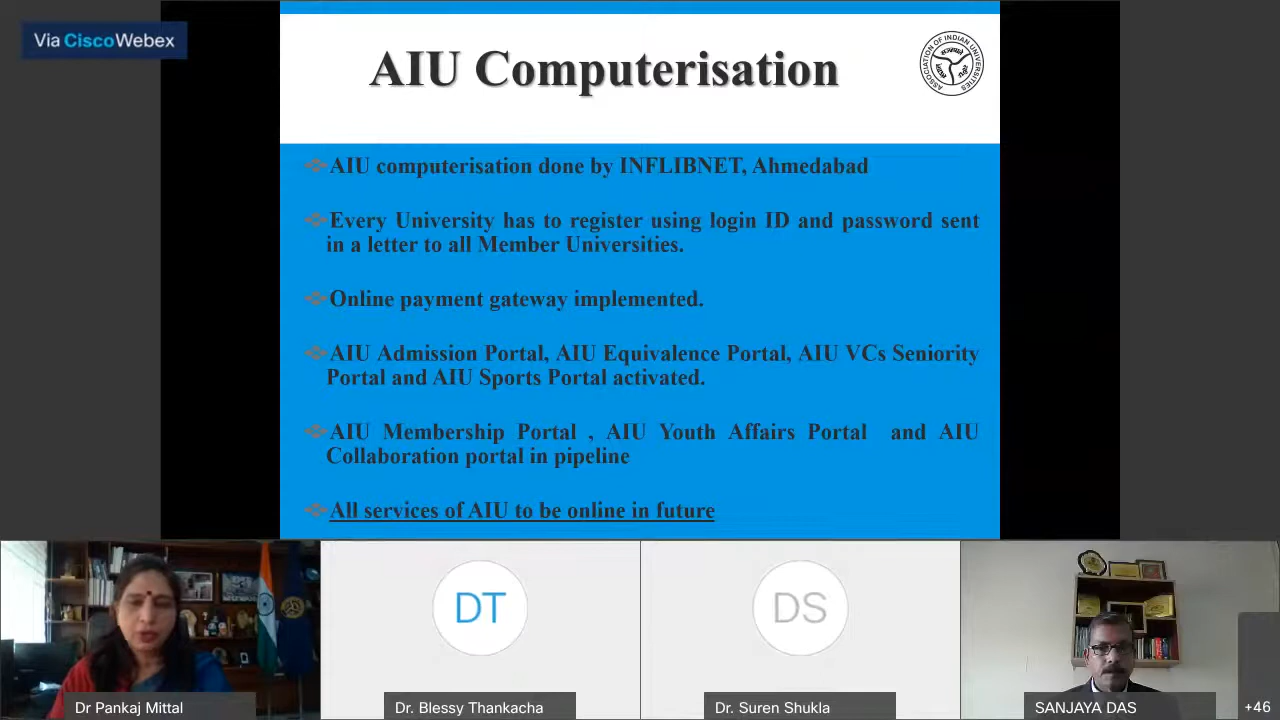 Via CiscoWebex
AIU Computerisation
ASSOCIATION OF INDIAN UNIVERSITIES
AIU computerisation done by INFLIBNET, Ahmedabad
Every University has to register using login ID and password sent
in a letter to all Member Universities.
Online payment gateway implemented.
AIU Admission Portal, AIU Equivalence Portal, AIU VCs Seniority
Portal and AIU Sports Portal activated.
AIU Membership Portal , AIU Youth Affairs Portal and AIU
Collaboration portal in pipeline
All services of AIU to be online in future
DT
DS
Dr Pankaj Mittal
Dr. Blessy Thankacha
Dr. Suren Shukla
SANJAYA DAS
+46